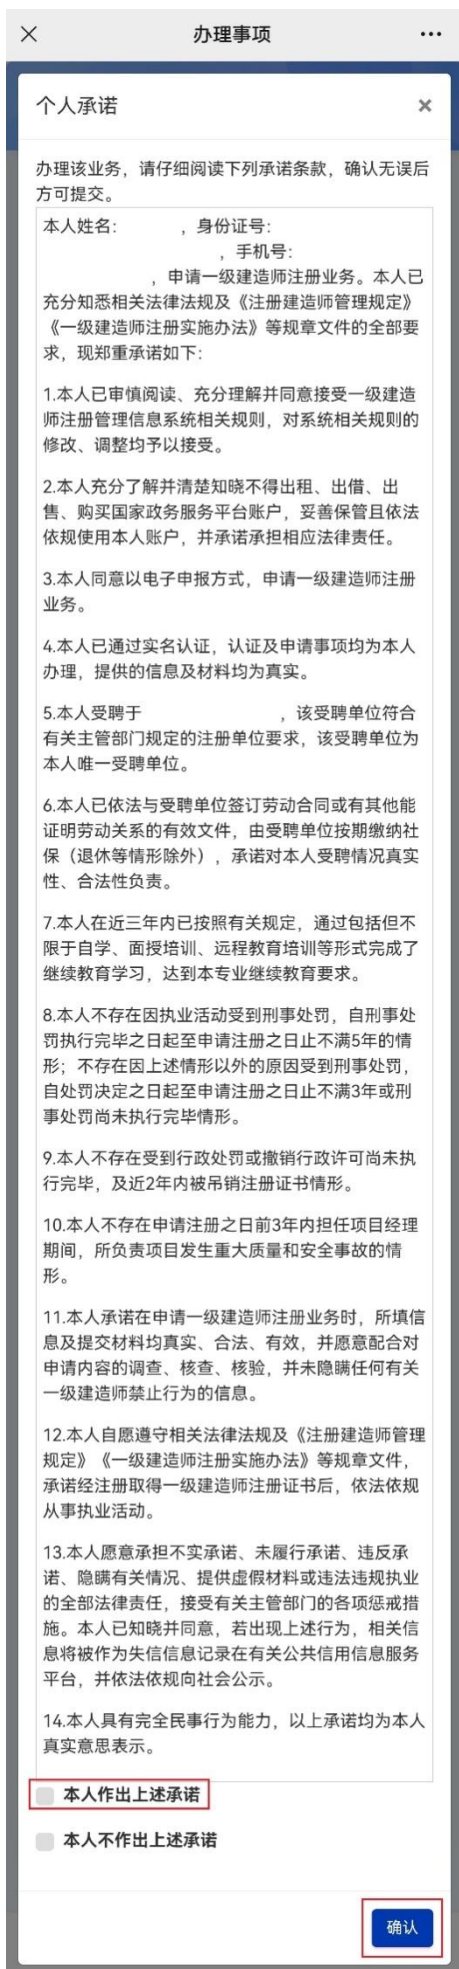 办理事项
个人承诺
办理该业务，请仔细阅读下列承诺条款，确认无误后
方可提交。
本人姓名： ，身份证号：
，手机号：
，申请一级建造师注册业务。本人已
充分知悉相关法律法规及《注册建造师管理规定》
《一级建造师注册实施办法》等规章文件的全部要
求，现郑重承诺如下：
1.本人已审慎阅读、充分理解并同意接受一级建造
师注册管理信息系统相关规则，对系统相关规则的
修改、调整均予以接受。
2.本人充分了解并清楚知晓不得出租、出借、出
售、购买国家政务服务平台账户，妥善保管且依法
依规使用本人账户，并承诺承担相应法律责任。
3.本人同意以电子申报方式，申请一级建造师注册
业务。
4.本人已通过实名认证，认证及申请事项均为本人
办理，提供的信息及材料均为真实。
5.本人受聘于 ，该受聘单位符合
有关主管部门规定的注册单位要求，该受聘单位为
本人唯一受聘单位。
6.本人已依法与受聘单位签订劳动合同或有其他能
证明劳动关系的有效文件，由受聘单位按期缴纳社
保（退休等情形除外），承诺对本人受聘情况真实
性、合法性负责。
7.本人在近三年内已按照有关规定，通过包括但不
限于自学、面授培训、远程教育培训等形式完成了
继续教育学习，达到本专业继续教育要求。
8.本人不存在因执业活动受到刑事处罚，自刑事处
罚执行完毕之日起至申请注册之日止不满5年的情
形；不存在因上述情形以外的原因受到刑事处罚，
自处罚决定之日起至申请注册之日止不满3年或刑
事处罚尚未执行完毕情形。
9.本人不存在受到行政处罚或撤销行政许可尚未执
行完毕，及近2年内被吊销注册证书情形。
10.本人不存在申请注册之日前3年内担任项目经理
期间，所负责项目发生重大质量和安全事故的情
形。
11.本人承诺在申请一级建造师注册业务时，所填信
息及提交材料均真实、合法、有效，并愿意配合对
申请内容的调查、核查、核验，并未隐瞒任何有关
一级建造师禁止行为的信息。
12.本人自愿遵守相关法律法规及《注册建造师管理
规定》《一级建造师注册实施办法》等规章文件，
承诺经注册取得一级建造师注册证书后，依法依规
从事执业活动。
13.本人愿意承担不实承诺、未履行承诺、违反承
诺、隐瞒有关情况、提供虚假材料或违法违规执业
的全部法律责任，接受有关主管部门的各项惩戒措
施。本人已知晓并同意，若出现上述行为，相关信
息将被作为失信信息记录在有关公共信用信息服务
平台，并依法依规向社会公示。
14.本人具有完全民事行为能力，以上承诺均为本人
真实意思表示。
本人作出上述承诺
本人不作出上述承诺
确认